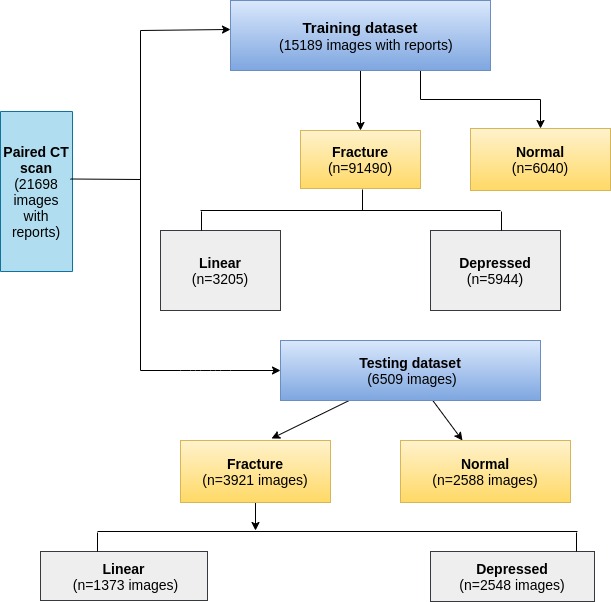 Training dataset
(15189 images with reports)
Paired CT
scan
(21698
images
with
reports)
Fracture
(n=91490)
Normal
(n=6040)
Linear
(n=3205)
Depressed
(n=5944)
Testing dataset
(6509 images)
Fracture
(n=3921 images)
Normal
(n=2588 images)
Linear
(n=1373 images)
Depressed
(n=2548 images)